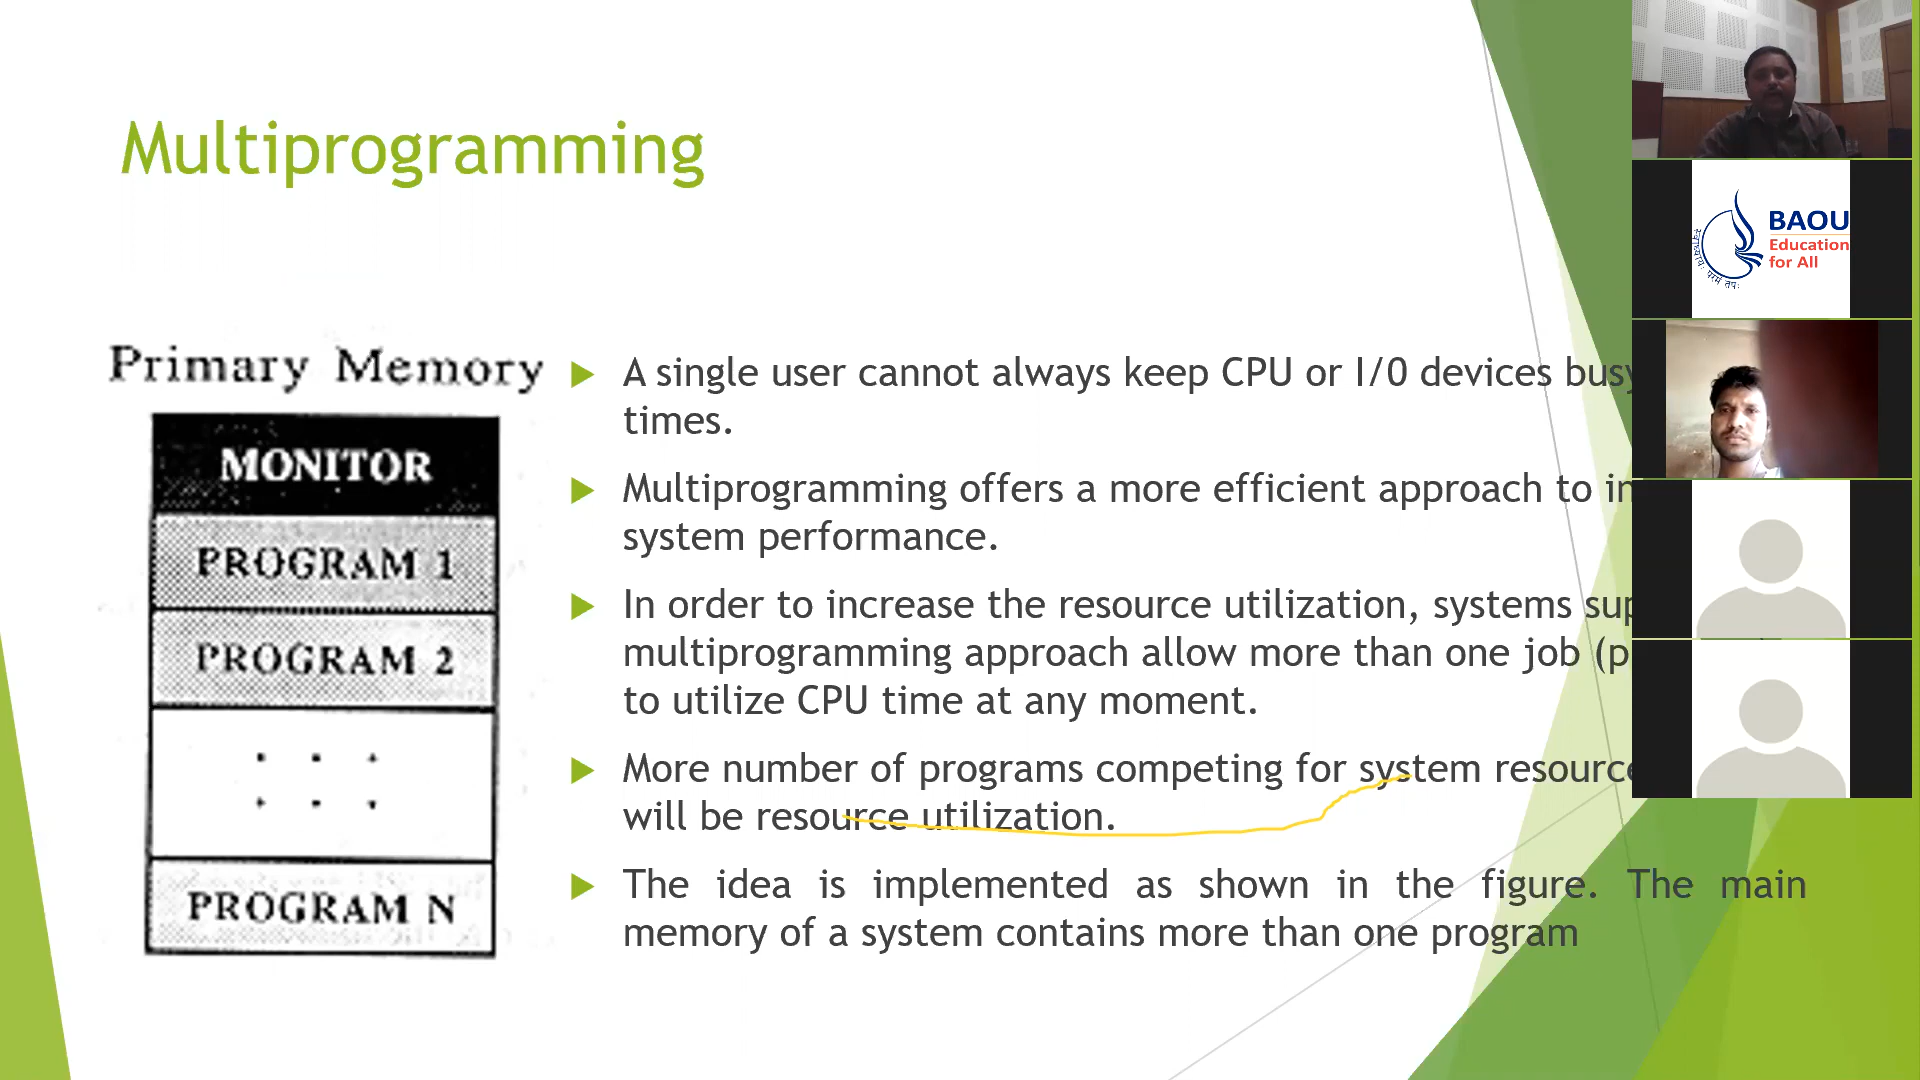 Multiprogramming
Primary Memory
MONITOR
PROGRAM 1
PROGRAM 2
PROGRAM N
A single user cannot always keep CPU or I/0 devices busy
times.
Multiprogramming offers a more efficient approach to in
system performance.
In order to increase the resource utilization, systems sup
multiprogramming approach allow more than one job (p
to utilize CPU time at any moment.
More number of programs competing for system resource
will be resource utilization.
The idea is implemented as shown in the figure. The main
memory of a system contains more than one program
BAOU
Education
for All